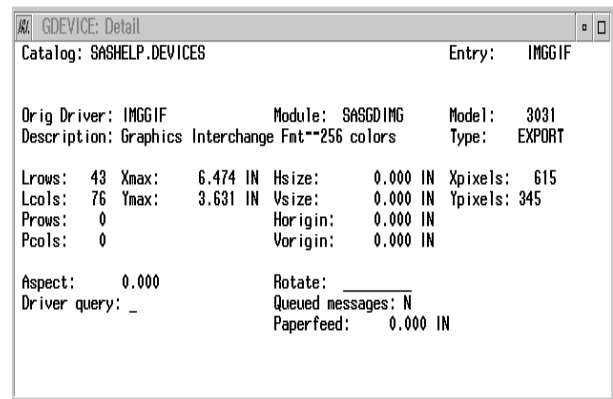 GDEVICE: Detail
Catalog: SASHELP.DEVICES Entry: IMGGIF
Orig Driver: IMGGIF Module: SASGDIMG Model: 3031
Description: Graphics Interchange Fmt--256 colors Type: EXPORT
Lrows: 43 Xmax: 6.474 IN Hsize: 0.000 IN Xpixels: 615
Lcols: 76 Ymax: 3.631 IN Vsize: 0.000 IN Ypixels: 345
Prows: 0 Horigin: 0.000 IN
Pcols: 0 Vorigin: 0.000 IN
Aspect: 0.000 Rotate: ________
Driver query: _ Queued messages: N
Paperfeed: 0.000 IN